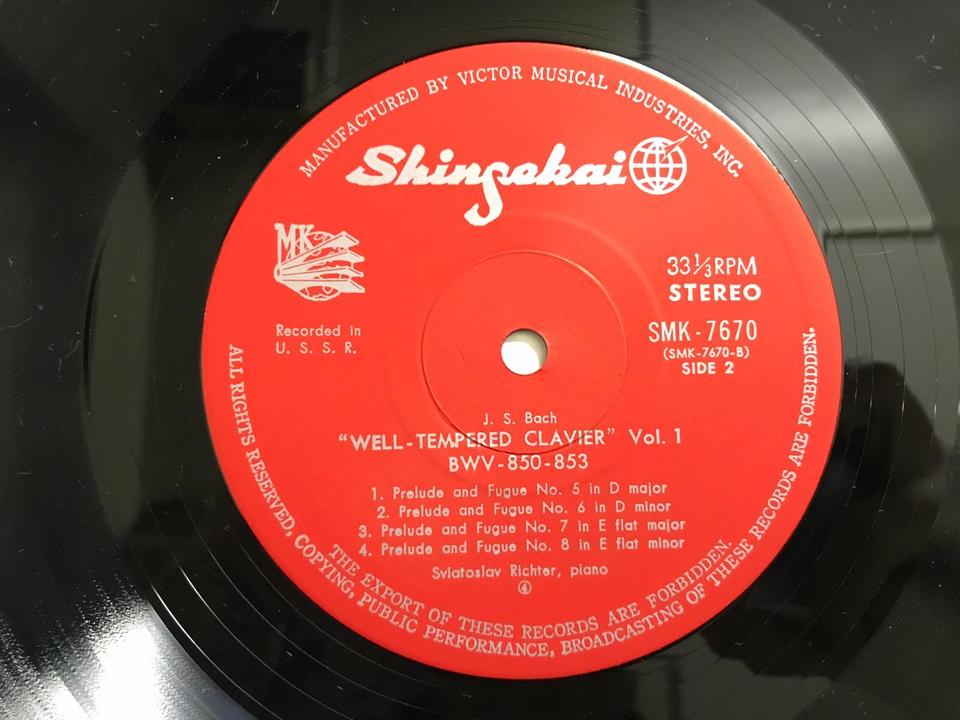 MANUFACTURED BY VICTOR MUSICAL INDUSTRIES, INC.
Shinsekai
MK
33⅓RPM
STEREO
Recorded in
U. S. S. R.
SMK-7670
(SMK-7670-B)
SIDE 2
J. S. Bach
“WELL-TEMPERED CLAVIER” Vol. 1
BWV-850-853
1. Prelude and Fugue No. 5 in D major
2. Prelude and Fugue No. 6 in D minor
3. Prelude and Fugue No. 7 in E flat major
4. Prelude and Fugue No. 8 in E flat minor
Sviatoslav Richter, piano
④
THE EXPORT OF THESE RECORDS ARE FORBIDDEN.
ALL RIGHTS RESERVED, COPYING, PUBLIC PERFORMANCE, BROADCASTING OF THESE RECORDS ARE FORBIDDEN.